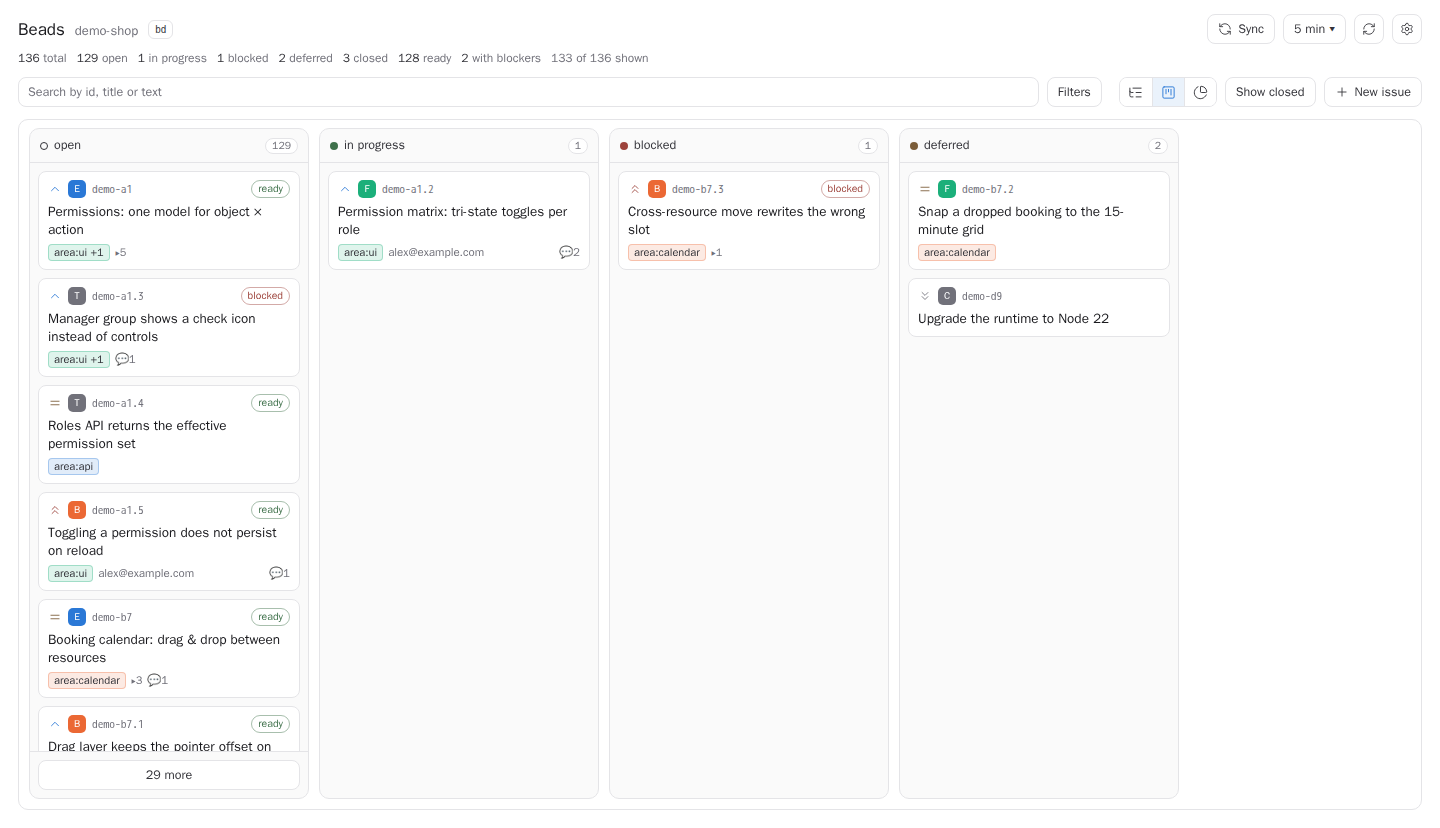 Beads demo-shop bd
Sync 5 min ▾
136 total 129 open 1 in progress 1 blocked 2 deferred 3 closed 128 ready 2 with blockers 133 of 136 shown
Search by id, title or text
Filters
Show closed
New issue
open 129
E demo-a1 ready
Permissions: one model for object ×
action
area:ui +1 ▸5
T demo-a1.3 blocked
Manager group shows a check icon
instead of controls
area:ui +1 💬1
T demo-a1.4 ready
Roles API returns the effective
permission set
area:api
B demo-a1.5 ready
Toggling a permission does not persist
on reload
area:ui alex@example.com 💬1
E demo-b7 ready
Booking calendar: drag & drop between
resources
area:calendar ▸3 💬1
B demo-b7.1 ready
Drag layer keeps the pointer offset on
29 more
in progress 1
F demo-a1.2
Permission matrix: tri-state toggles per
role
area:ui alex@example.com 💬2
blocked 1
B demo-b7.3 blocked
Cross-resource move rewrites the wrong
slot
area:calendar ▸1
deferred 2
F demo-b7.2
Snap a dropped booking to the 15-
minute grid
area:calendar
C demo-d9
Upgrade the runtime to Node 22